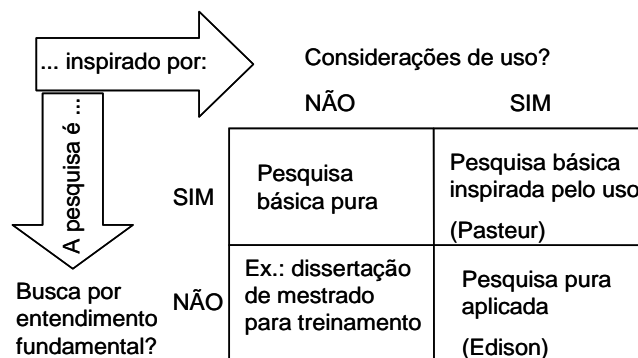 ... inspirado por:
Considerações de uso?
NÃO
SIM
A pesquisa é ...
SIM
Pesquisa
básica pura
Pesquisa básica
inspirada pelo uso
(Pasteur)
Busca por
entendimento
fundamental?
NÃO
Ex.: dissertação
de mestrado
para treinamento
Pesquisa pura
aplicada
(Edison)